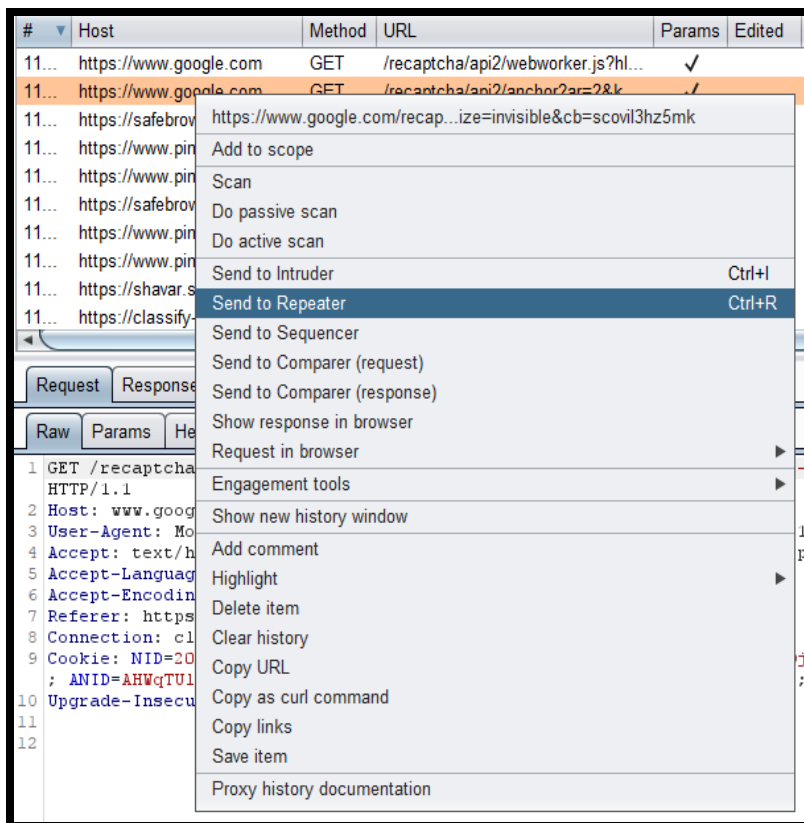 # Host Method URL Params Edited
11... https://www.google.com GET /recaptcha/api2/webworker.js?hl... ✓
11... https://www.google.com GET /recaptcha/api2/anchor?ar=2&k ✓
11... https://safebrow
11... https://www.pin
11... https://www.pin
11... https://safebrow
11... https://www.pin
11... https://www.pin
11... https://shavar.s
11... https://classify-
https://www.google.com/recap...ize=invisible&cb=scovil3hz5mk
Add to scope
Scan
Do passive scan
Do active scan
Send to Intruder Ctrl+I
Send to Repeater Ctrl+R
Send to Sequencer
Send to Comparer (request)
Send to Comparer (response)
Show response in browser
Request in browser
Engagement tools
Show new history window
Add comment
Highlight
Delete item
Clear history
Copy URL
Copy as curl command
Copy links
Save item
Proxy history documentation
Request Response
Raw Params He
1 GET /recaptcha
HTTP/1.1
2 Host: www.goog
3 User-Agent: Mo
4 Accept: text/h
5 Accept-Languag
6 Accept-Encodin
7 Referer: https
8 Connection: cl
9 Cookie: NID=20
; ANID=AHWqTUl
10 Upgrade-Insecu
11
12